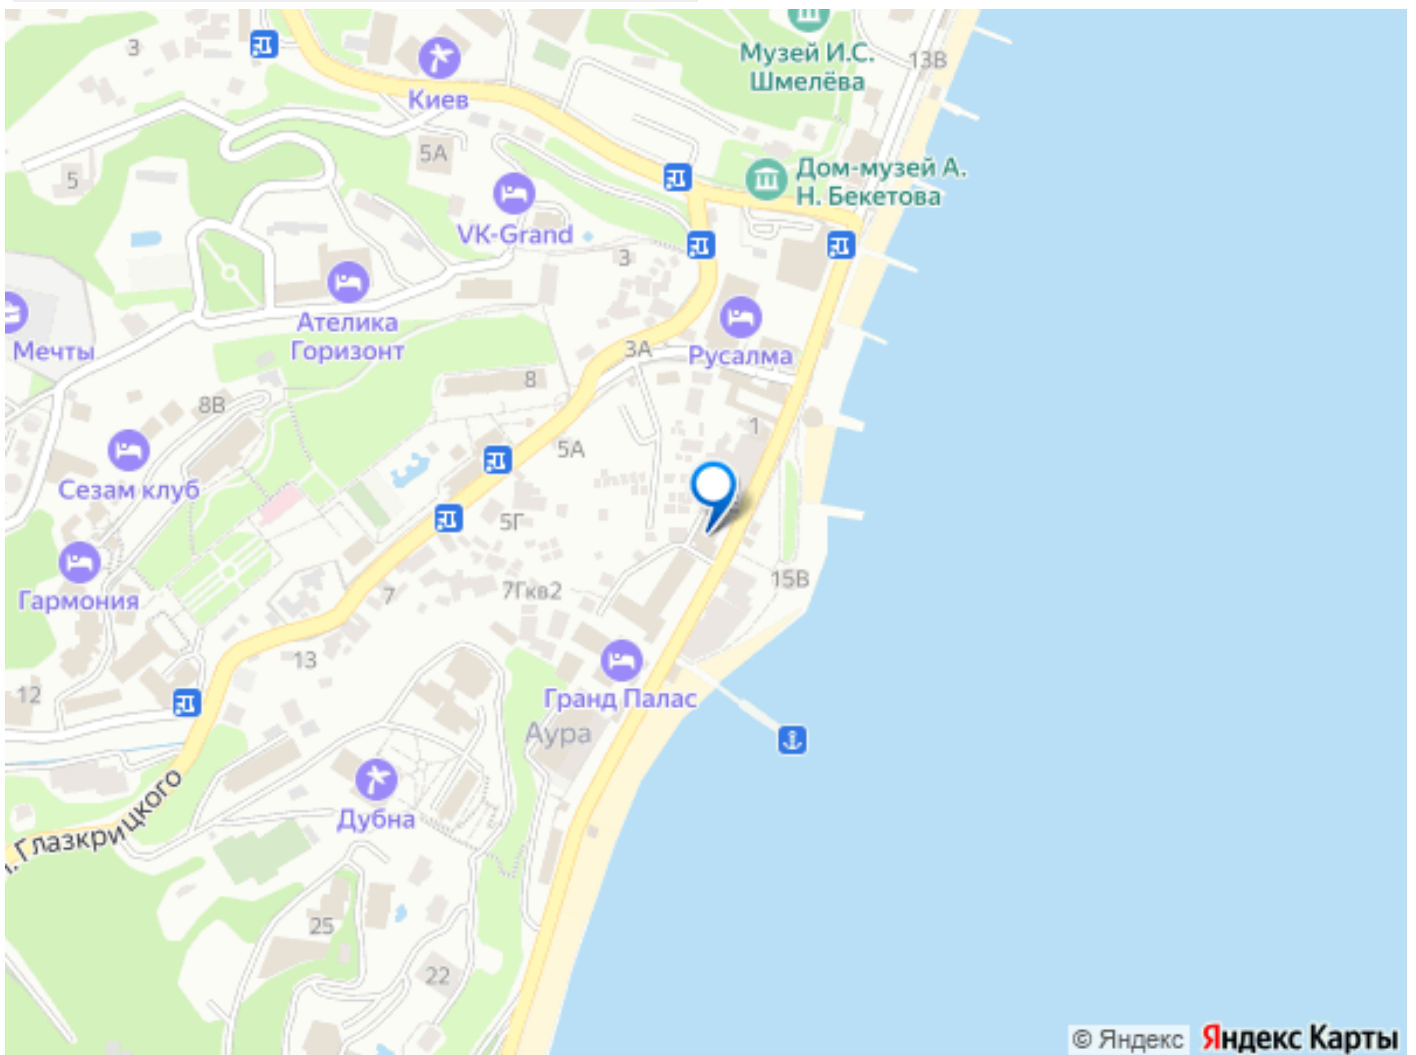 3
Киев
Музей И.С.
Шмелёва
13В
5А
5
Дом-музей А.
Н. Бекетова
VK-Grand
3
Ателика
Горизонт
Мечты
3А
Русалма
8
8В
1
5А
Сезам клуб
5Г
15В
7Гкв2
7
Гармония
13
12
Гранд Палас
Аура
Дубна
л. Глазкрицкого
25
22
© Яндекс Яндекс Карты